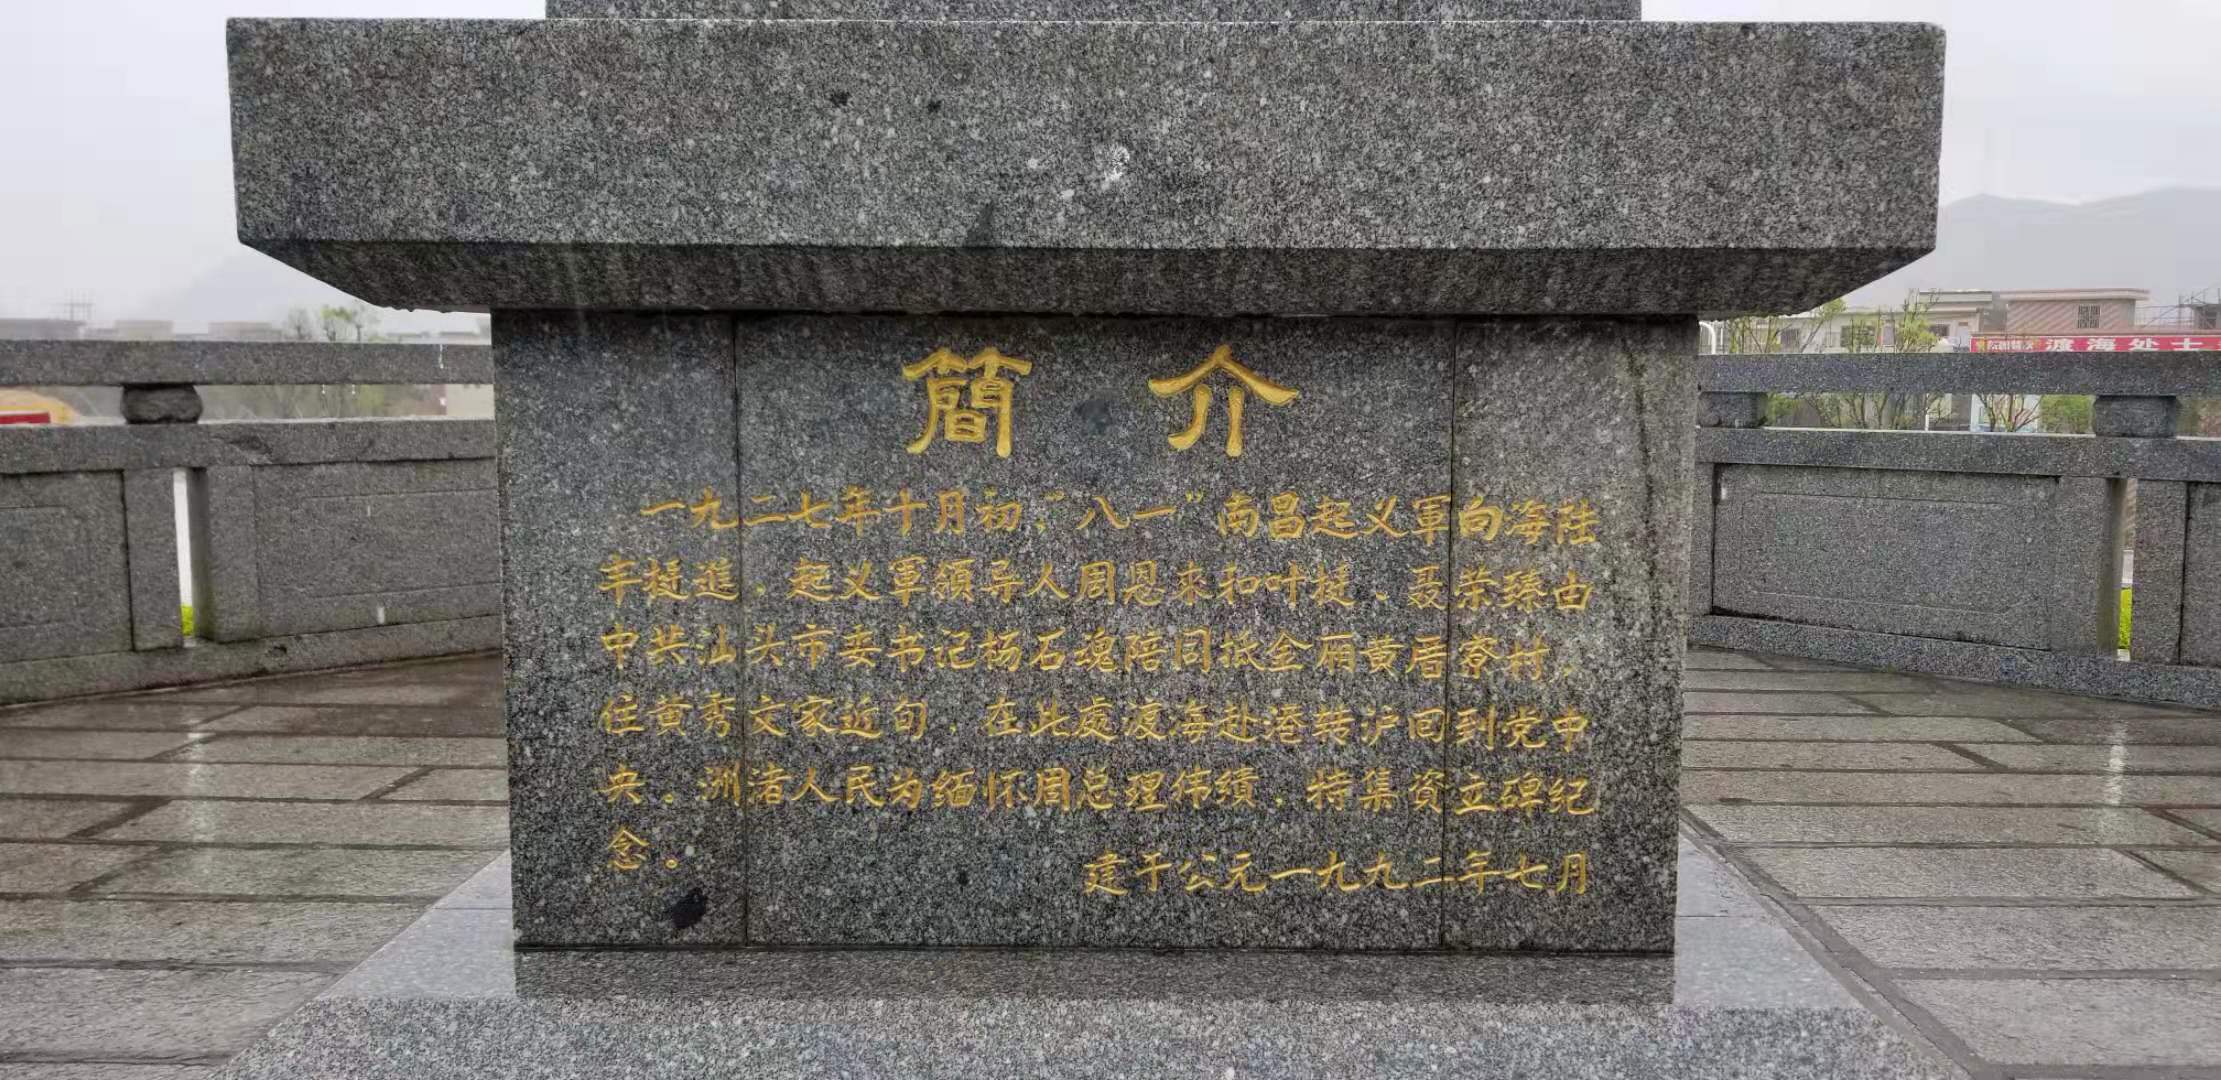 簡介
一九二七年十月初，“八一”南昌起义軍向海陆
丰挺進，起义軍領导人周恩来和叶挺、聂荣臻由
中共汕头市委书记杨石魂陪同抵金厢黄厝寮村，
住黄秀文家近旬，在此處渡海赴港转沪回到党中
央。洲渚人民为缅怀周总理伟绩，特集资立碑纪
念。
建于公元一九九二年七月
渡海处